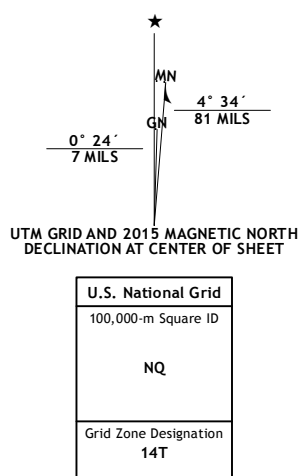 MN
4° 34´
81 MILS
GN
0° 24´
7 MILS
UTM GRID AND 2015 MAGNETIC NORTH
DECLINATION AT CENTER OF SHEET
U.S. National Grid
100,000-m Square ID
NQ
Grid Zone Designation
14T